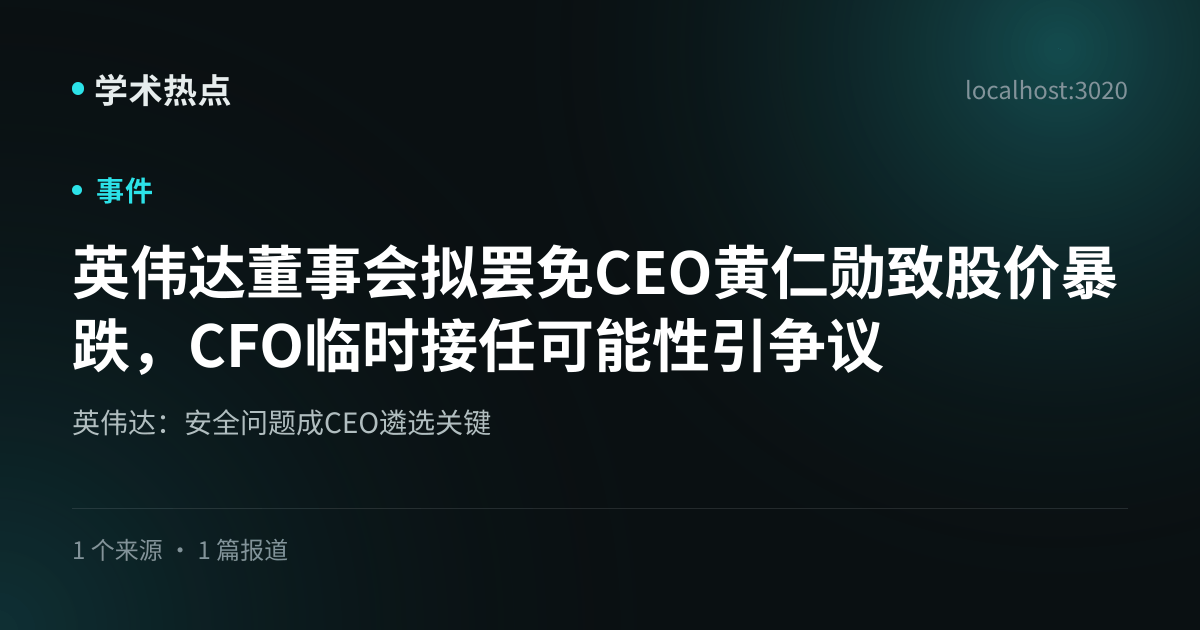 学术热点
localhost:3020
事件
英伟达董事会拟罢免CEO黄仁勋致股价暴
跌，CFO临时接任可能性引争议
英伟达：安全问题成CEO遴选关键
1 个来源 · 1 篇报道